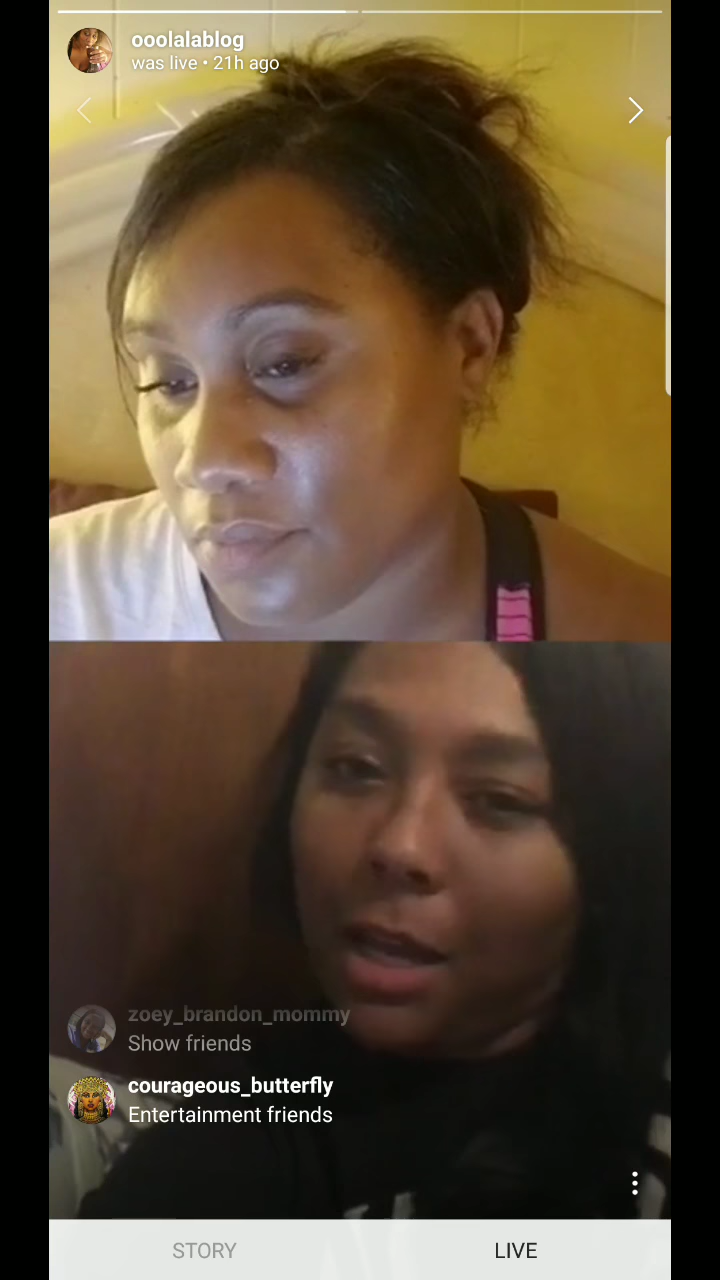 ooolalablog
was live • 21h ago
zoey_brandon_mommy
Show friends
courageous_butterfly
Entertainment friends
STORY
LIVE